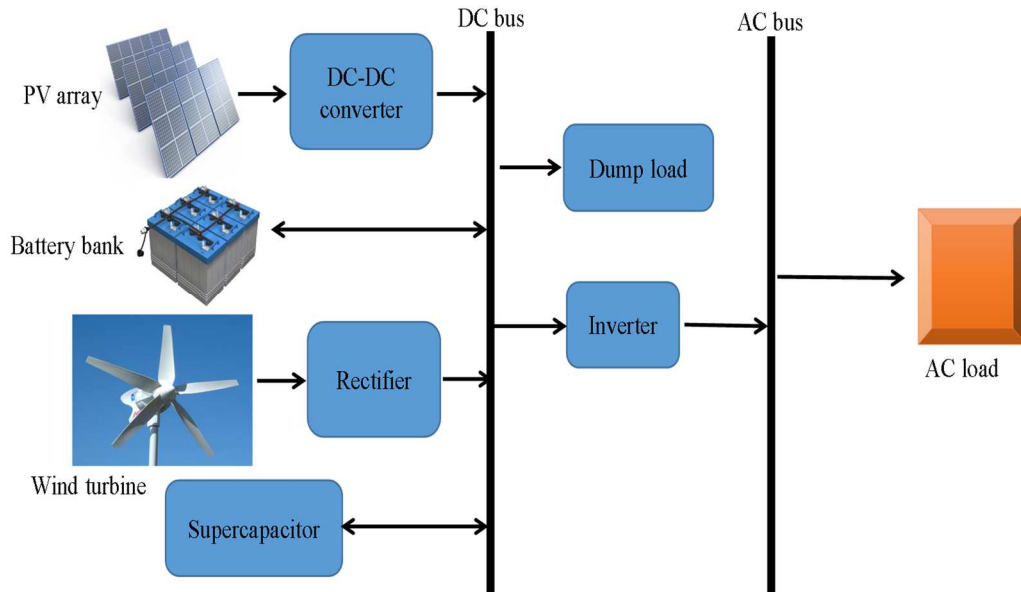 DC bus
AC bus
PV array
DC-DC
converter
Dump load
Battery bank
Inverter
Rectifier
AC load
Wind turbine
Supercapacitor